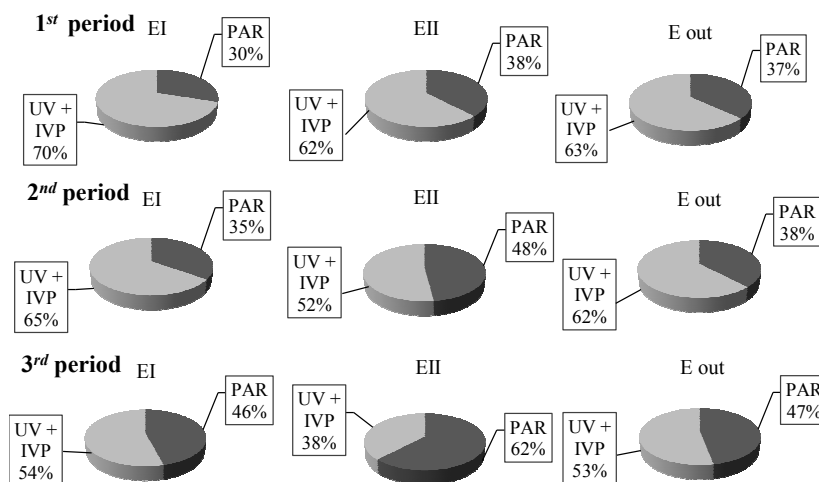 1st period
EI
PAR
30%
UV +
IVP
70%
EII
PAR
38%
UV +
IVP
62%
E out
PAR
37%
UV +
IVP
63%
2nd period
EI
PAR
35%
UV +
IVP
65%
EII
PAR
48%
UV +
IVP
52%
E out
PAR
38%
UV +
IVP
62%
3rd period
EI
PAR
46%
UV +
IVP
54%
EII
UV +
IVP
38%
PAR
62%
E out
PAR
47%
UV +
IVP
53%